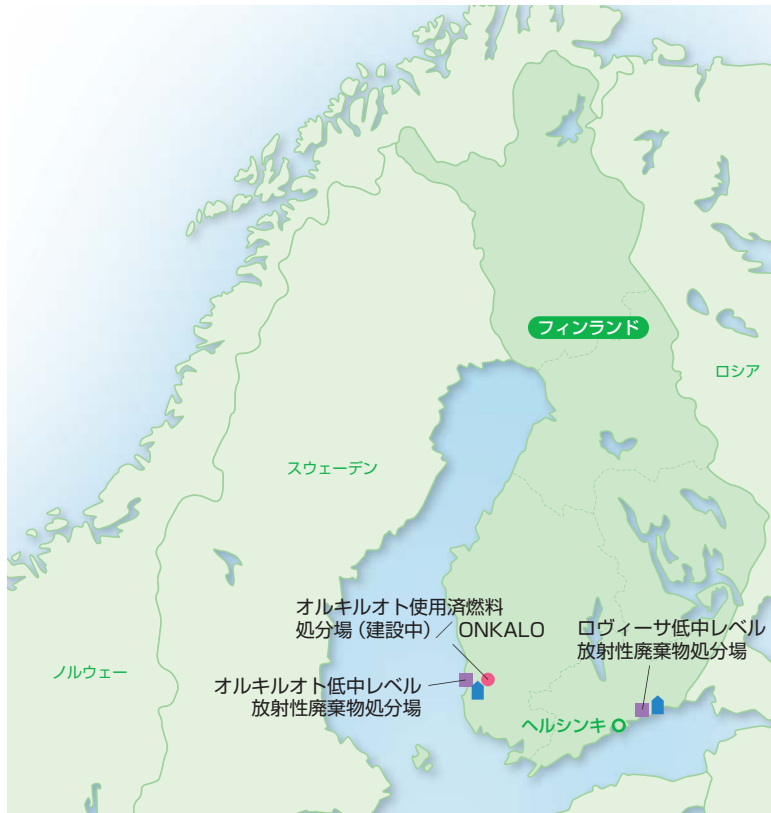 フィンランド
ロシア
スウェーデン
オルキルオト使用済燃料
処分場（建設中）／ ONKALO
ロヴィーサ低中レベル
放射性廃棄物処分場
ノルウェー
オルキルオト低中レベル
放射性廃棄物処分場
ヘルシンキ